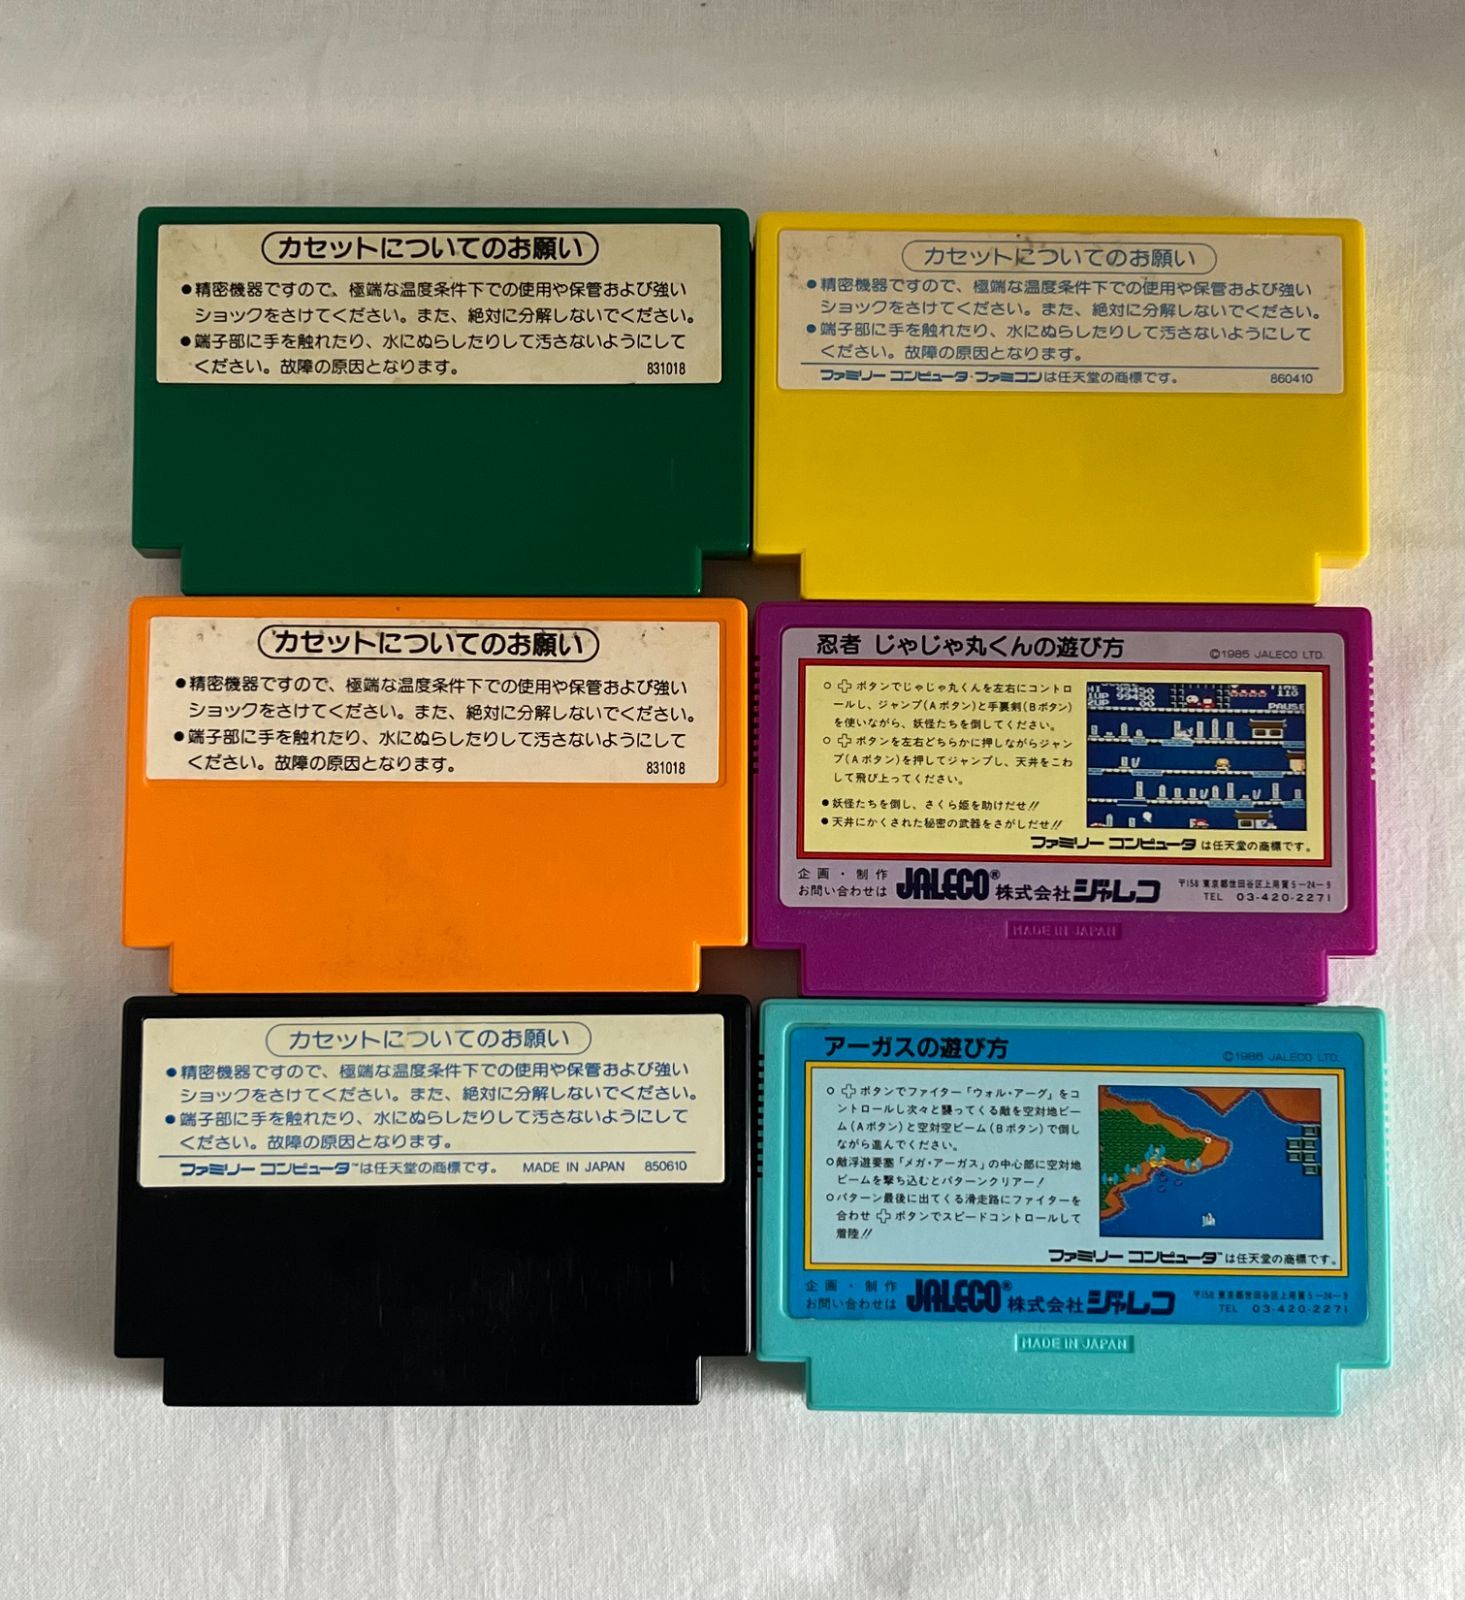 カセットについてのお願い
●精密機器ですので、極端な温度条件下での使用や保管および強い
ショックをさけてください。また、絶対に分解しないでください。
●端子部に手を触れたり、水にぬらしたりして汚さないようにして
ください。故障の原因となります。
831018
カセットについてのお願い
●精密機器ですので、極端な温度条件下での使用や保管および強い
ショックをさけてください。また、絶対に分解しないでください。
●端子部に手を触れたり、水にぬらしたりして汚さないようにして
ください。故障の原因となります。
ファミリーコンピュータ・ファミコンは任天堂の商標です。 860410
カセットについてのお願い
●精密機器ですので、極端な温度条件下での使用や保管および強い
ショックをさけてください。また、絶対に分解しないでください。
●端子部に手を触れたり、水にぬらしたりして汚さないようにして
ください。故障の原因となります。
831018
忍者 じゃじゃ丸くんの遊び方 ©1985 JALECO LTD.
○ ボタンでじゃじゃ丸くんを左右にコントロ
ールし、ジャンプ(Aボタン)と手裏剣(Bボタン)
を使いながら、妖怪たちを倒してください。
○ ボタンを左右どちらかに押しながらジャン
プ(Aボタン)を押してジャンプし、天井をこわ
して飛び上ってください。
●妖怪たちを倒し、さくら姫を助けだせ!!
●天井にかくされた秘密の武器をさがしだせ!!
HI 99450
1UP 99450
2UP 00
TIME
110
PAUSE
ファミリー コンピュータ は任天堂の商標です。
企画・制作
お問い合わせは JALECO® 株式会社ジャレコ
〒158 東京都世田谷区上用賀5-24-9
TEL 03-420-2271
MADE IN JAPAN
カセットについてのお願い
●精密機器ですので、極端な温度条件下での使用や保管および強い
ショックをさけてください。また、絶対に分解しないでください。
●端子部に手を触れたり、水にぬらしたりして汚さないようにして
ください。故障の原因となります。
ファミリー コンピュータ™は任天堂の商標です。 MADE IN JAPAN 850610
アーガスの遊び方 ©1986 JALECO LTD.
○ ボタンでファイター「ウォル・アーグ」をコ
ントロールし次々と襲ってくる敵を空対地ビー
ム(Aボタン)と空対空ビーム(Bボタン)で倒し
ながら進んでください。
○敵浮遊要塞「メガ・アーガス」の中心部に空対地
ビームを撃ち込むとパターンクリアー!
○パターン最後に出てくる滑走路にファイターを
合わせ ボタンでスピードコントロールして
着陸!!
ファミリー コンピュータ™は任天堂の商標です。
企画・制作
お問い合わせは JALECO® 株式会社ジャレコ
〒158 東京都世田谷区上用賀5-24-9
TEL 03-420-2271
MADE IN JAPAN